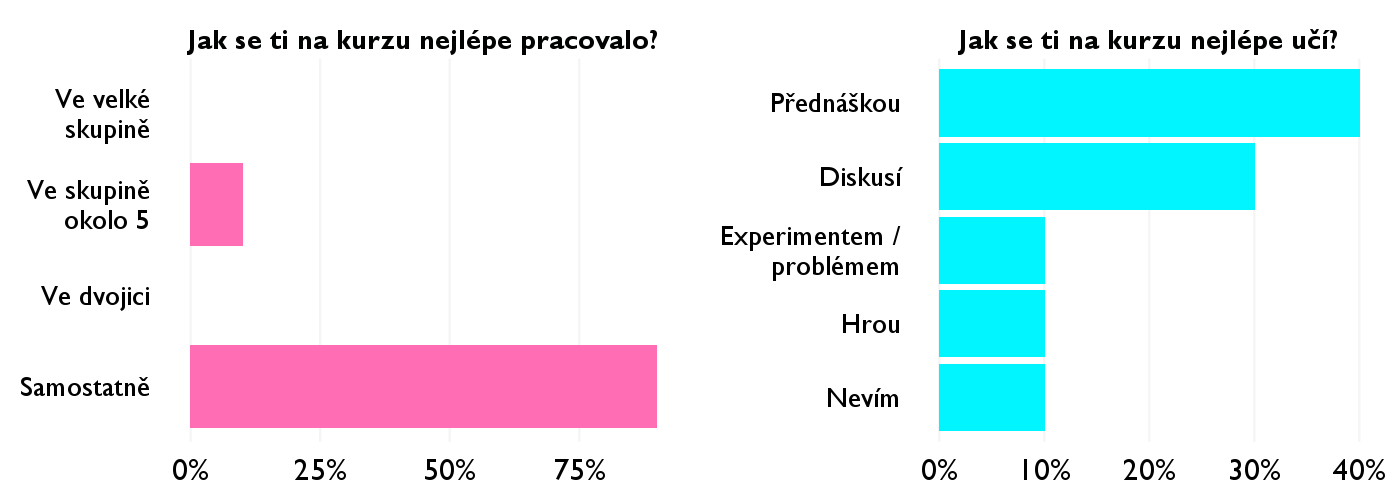 Jak se ti na kurzu nejlépe pracovalo?
Ve velké
skupině
Ve skupině
okolo 5
Ve dvojici
Samostatně
0%
25%
50%
75%
Jak se ti na kurzu nejlépe učí?
Přednáškou
Diskusí
Experimentem /
problémem
Hrou
Nevím
0%
10%
20%
30%
40%